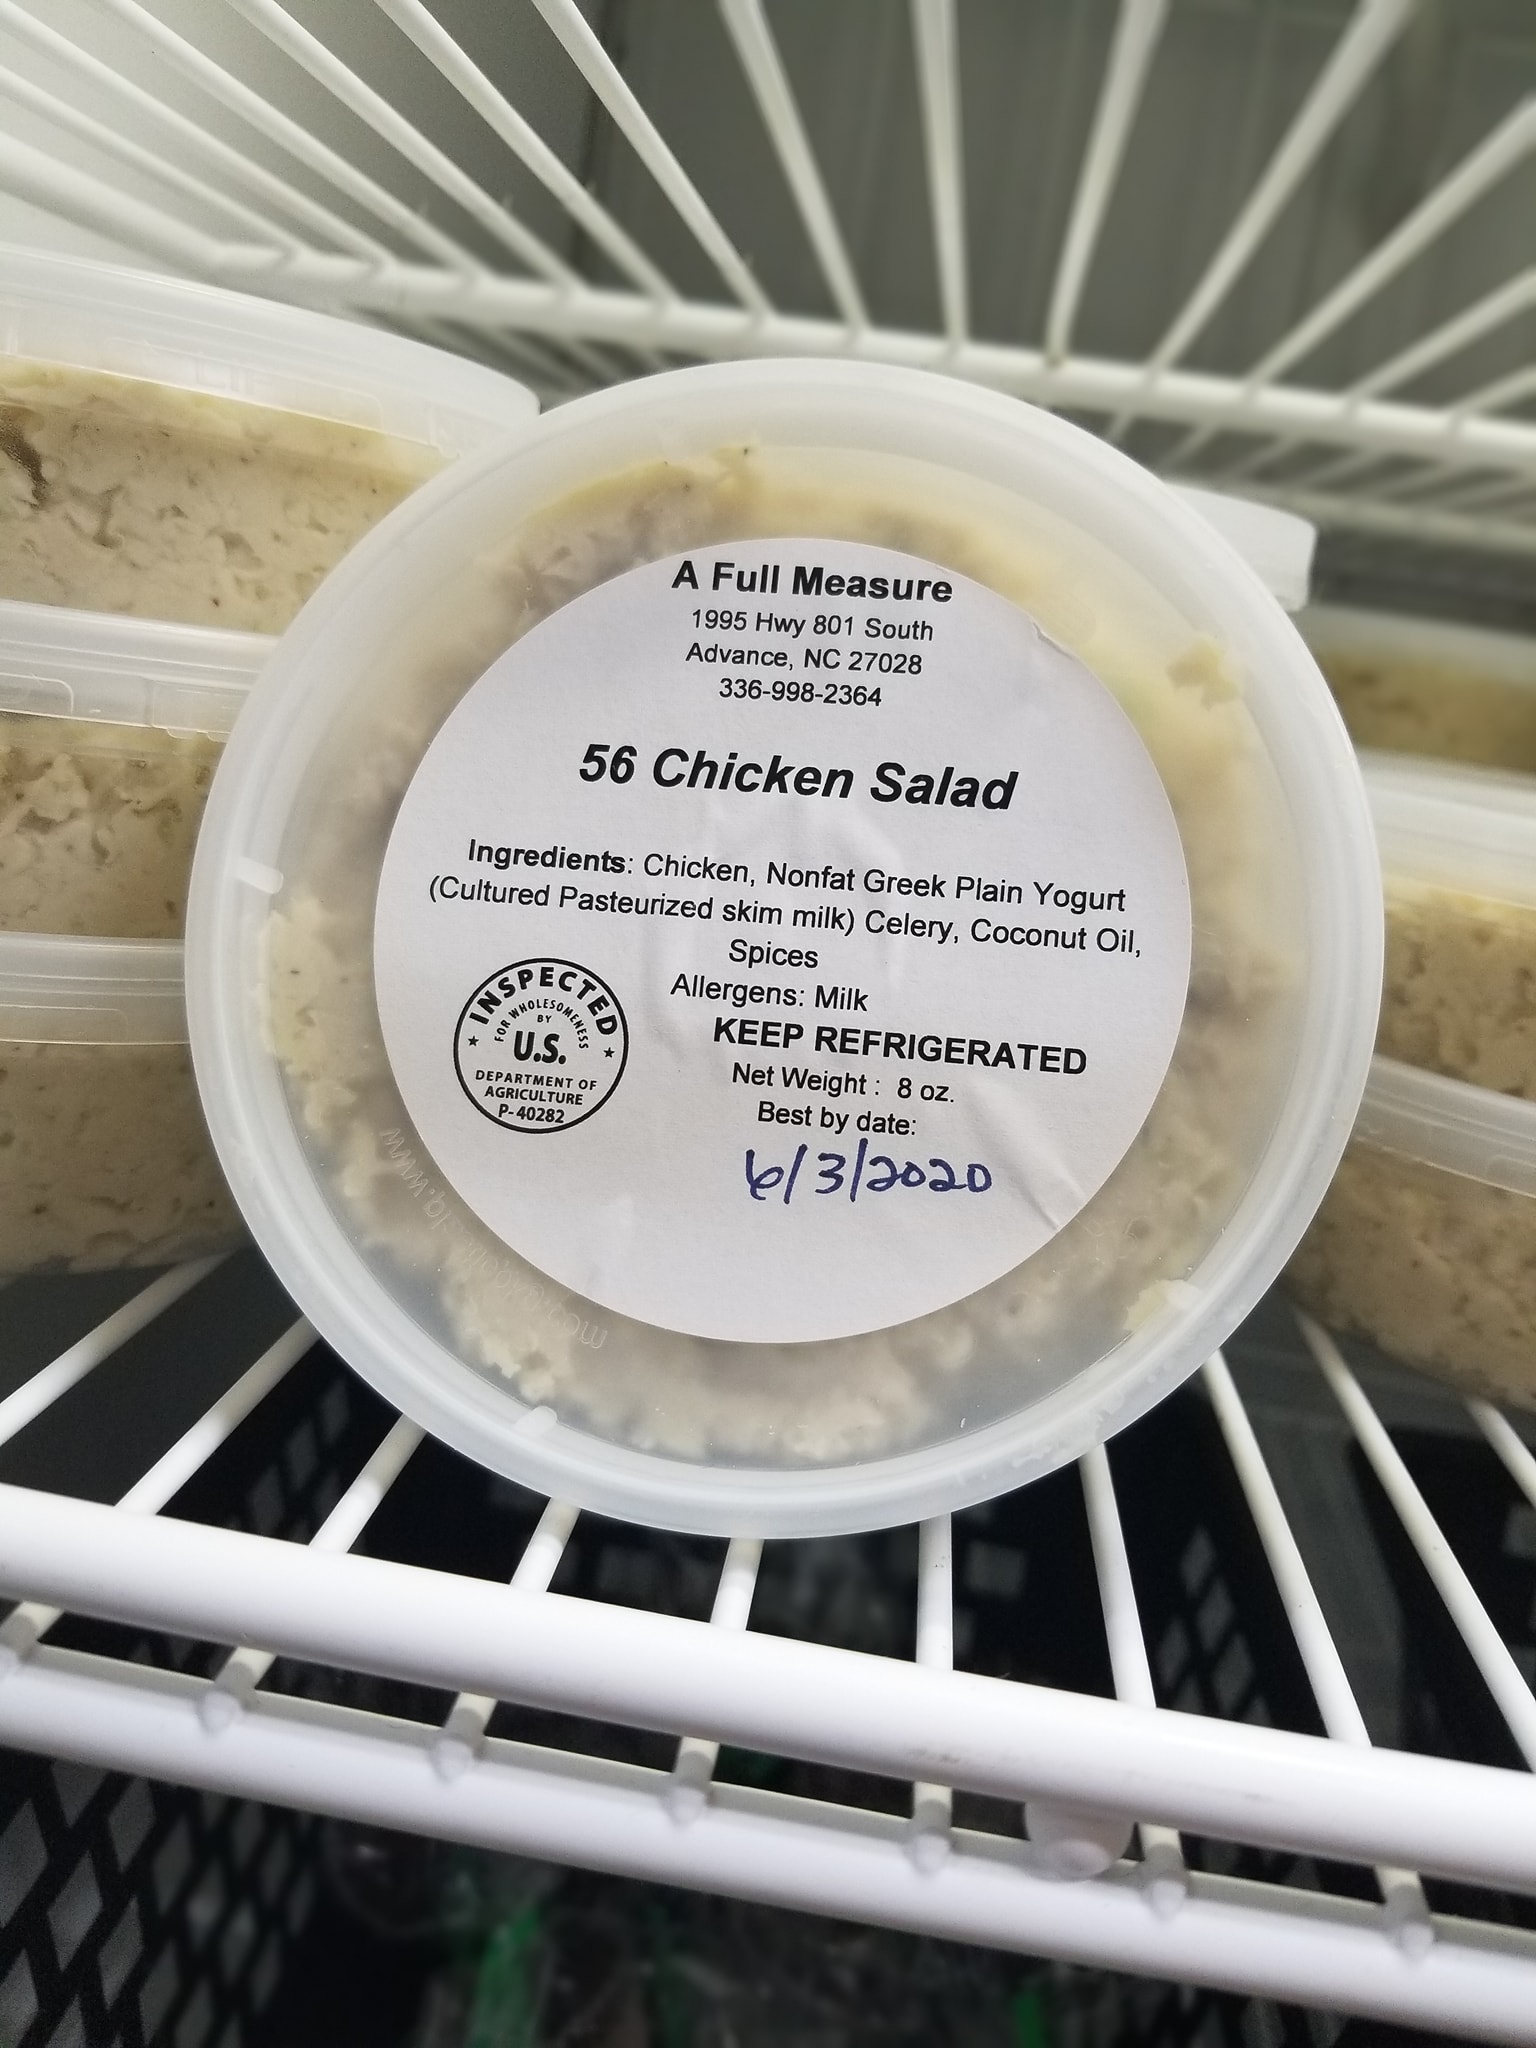 A Full Measure
1995 Hwy 801 South
Advance, NC 27028
336-998-2364
56 Chicken Salad
Ingredients: Chicken, Nonfat Greek Plain Yogurt
(Cultured Pasteurized skim milk) Celery, Coconut Oil,
Spices
Allergens: Milk
KEEP REFRIGERATED
Net Weight : 8 oz.
Best by date:
6/3/2020
INSPECTED
FOR WHOLESOMENESS
BY
U.S.
DEPARTMENT OF
AGRICULTURE
P-40282